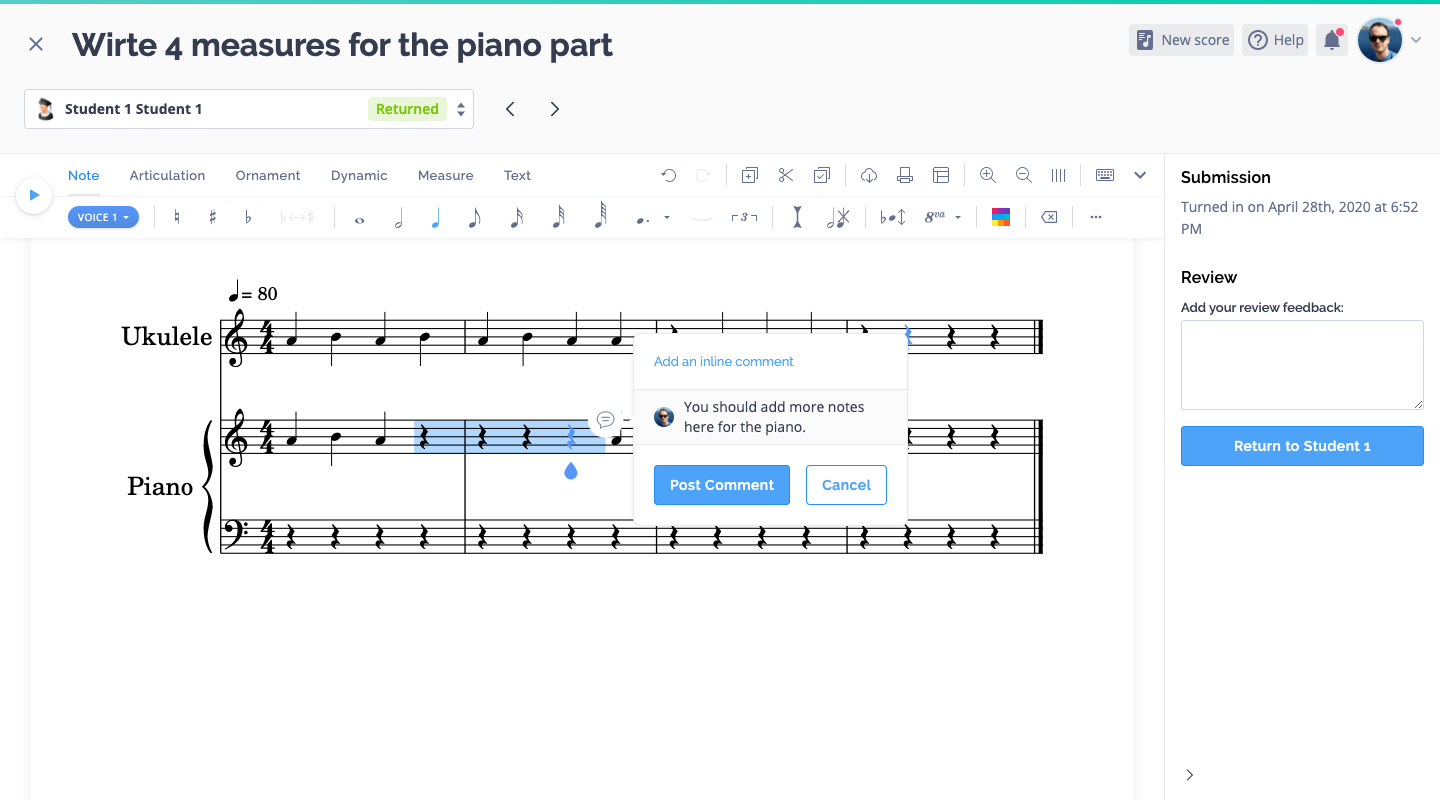 Wirte 4 measures for the piano part
New score
Help
Student 1 Student 1
Returned
Note
Articulation
Ornament
Dynamic
Measure
Text
VOICE 1
3
8va
= 80
Ukulele
Piano
Add an inline comment
You should add more notes
here for the piano.
Post Comment
Cancel
Submission
Turned in on April 28th, 2020 at 6:52
PM
Review
Add your review feedback:
Return to Student 1